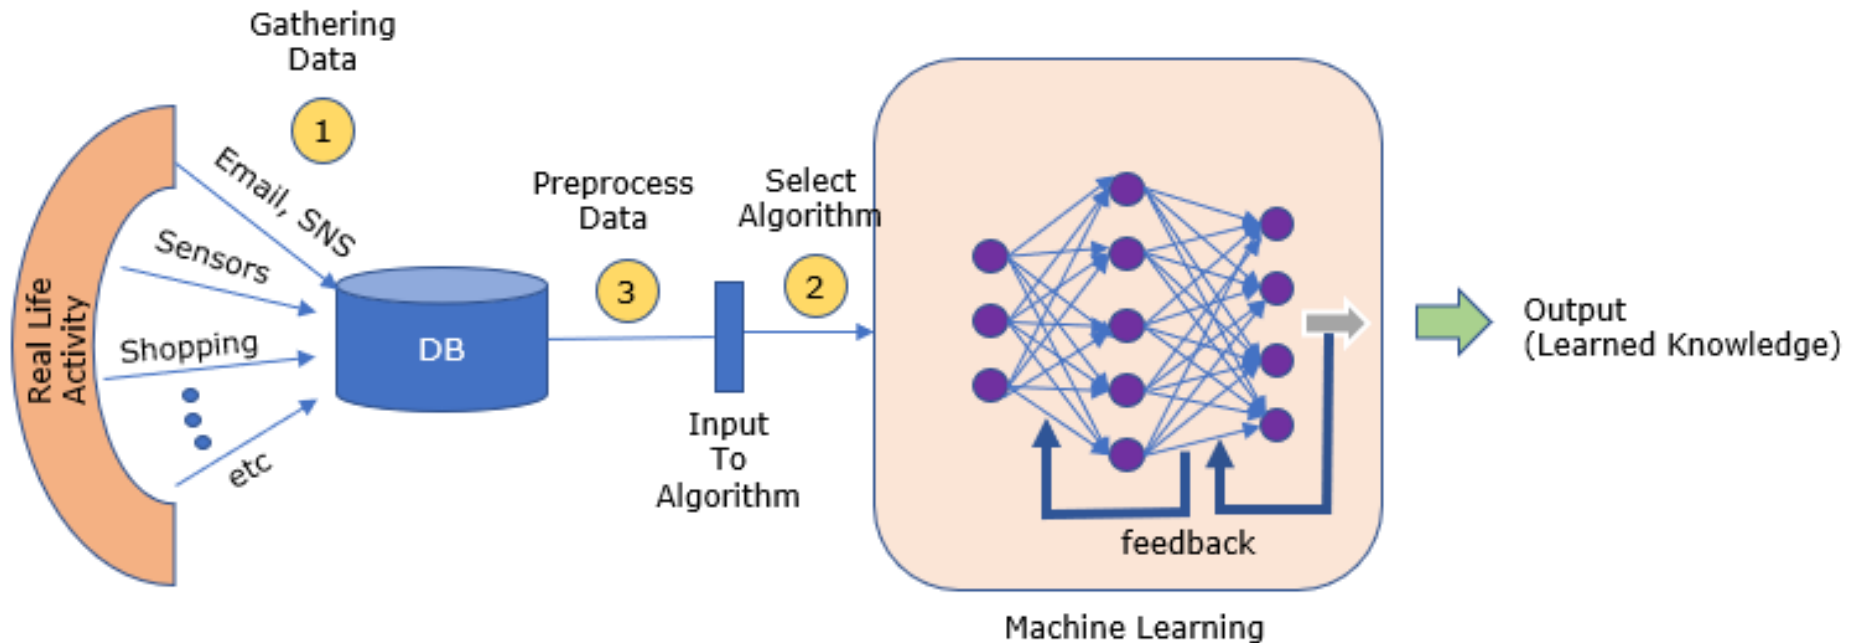 Gathering
Data
1
Email, SNS
Sensors
Shopping
etc
Real Life
Activity
DB
Preprocess
Data
3
Select
Algorithm
2
Input
To
Algorithm
feedback
Machine Learning
Output
(Learned Knowledge)